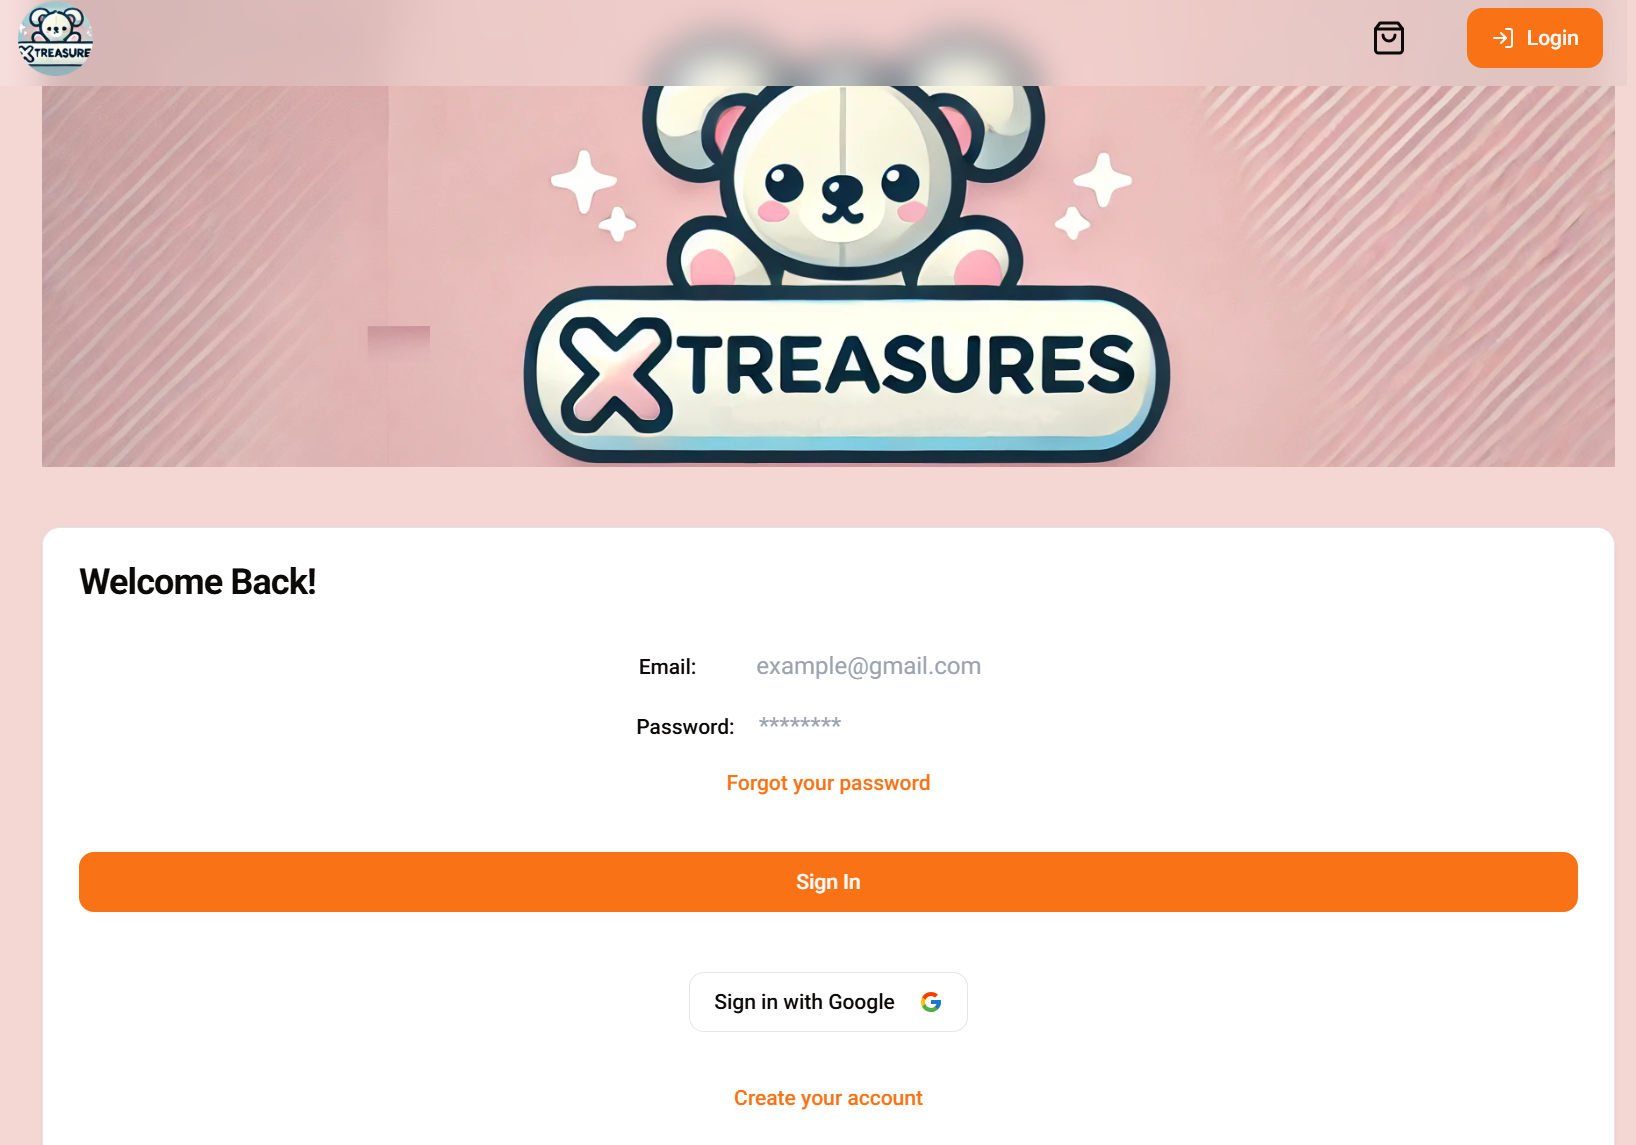 XTREASURE
Login
XTREASURES
Welcome Back!
Email: example@gmail.com
Password: ********
Forgot your password
Sign In
Sign in with Google
Create your account